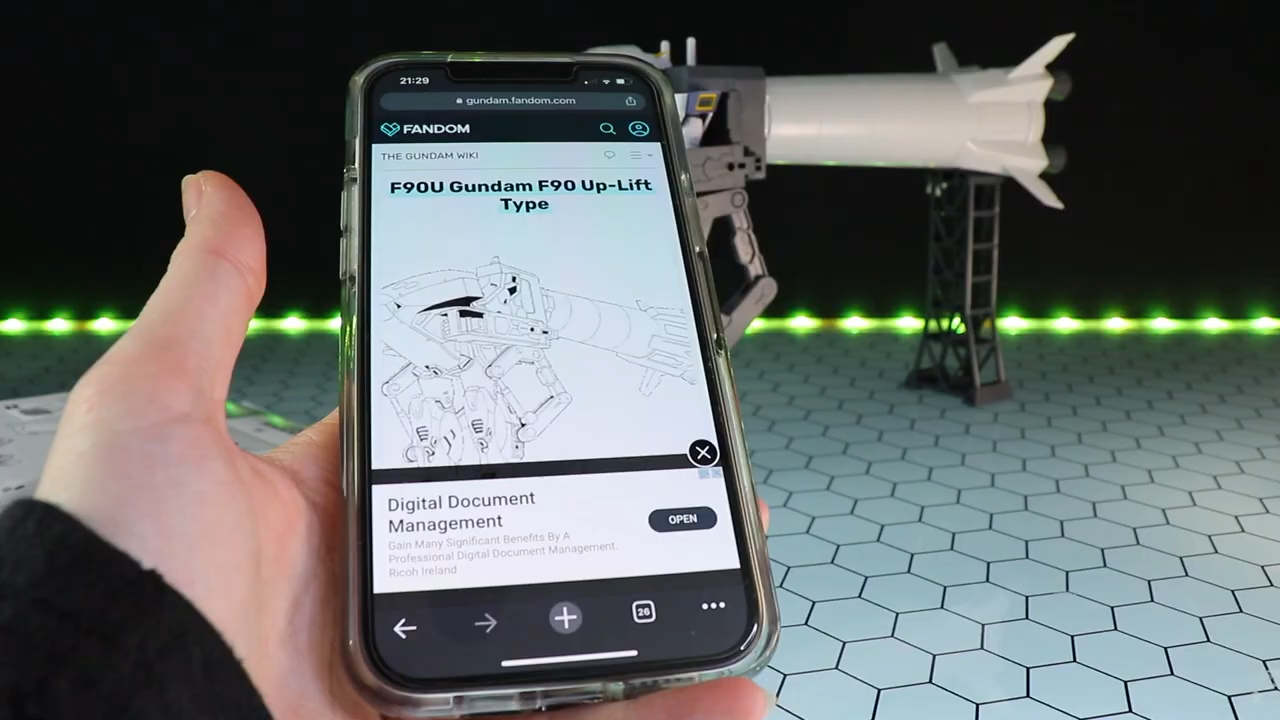 21:29
gundam.fandom.com
FANDOM
THE GUNDAM WIKI
F90U Gundam F90 Up-Lift
Type
Digital Document
Management
OPEN
Gain Many Significant Benefits By A
Professional Digital Document Management.
Ricoh Ireland
26